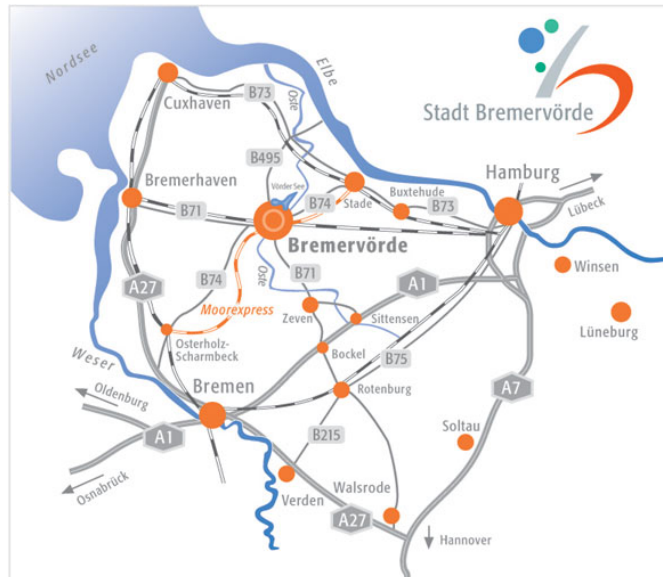 Nordsee
Elbe
Stadt Bremervörde
Cuxhaven
B73
Oste
B495
Hamburg
Bremerhaven
Vörder See
B74
Stade
Buxtehude
B73
Lübeck
B71
Bremervörde
Winsen
A27
B74
Oste
B71
A1
Moorexpress
Zeven
Sittensen
Lüneburg
Osterholz-
Scharmbeck
Bockel
B75
Weser
Bremen
Rotenburg
A7
Oldenburg
Soltau
A1
B215
Osnabrück
Verden
Walsrode
A27
Hannover